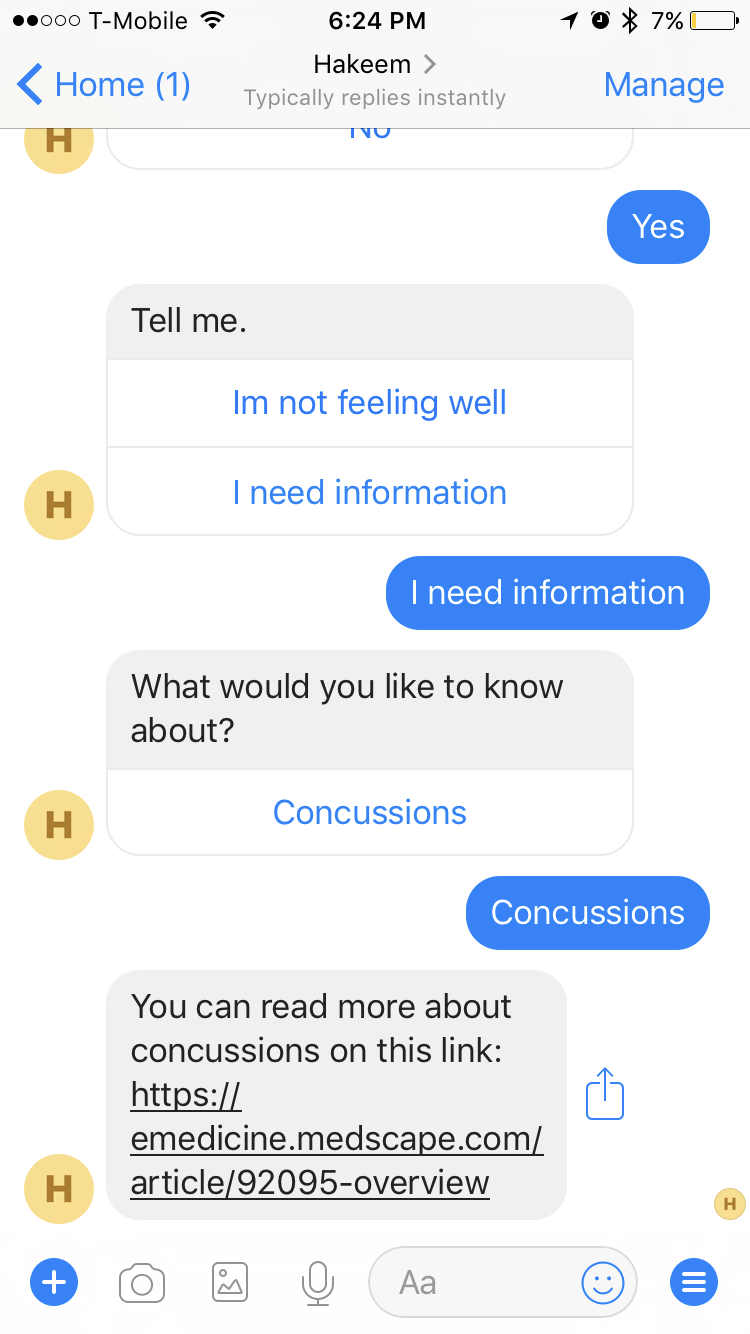 T-Mobile 6:24 PM 7%
Home (1) Hakeem Manage
Typically replies instantly
H No
Yes
Tell me.
Im not feeling well
I need information
H
I need information
What would you like to know
about?
Concussions
H
Concussions
You can read more about
concussions on this link:
https://
emedicine.medscape.com/
article/92095-overview
H
H
Aa